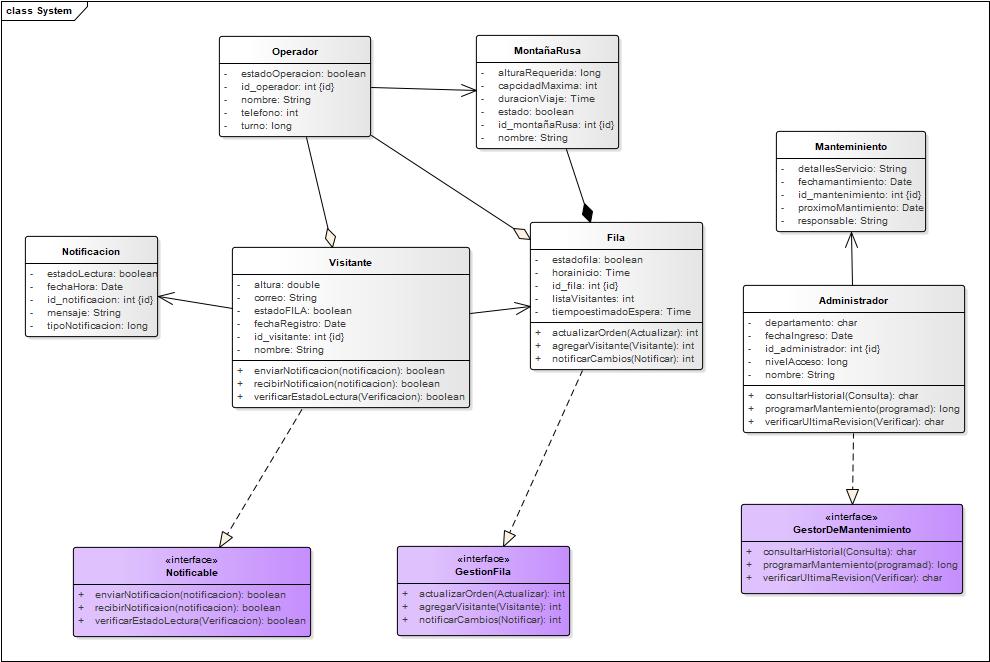 class System
Operador
- estadoOperacion: boolean
- id_operador: int {id}
- nombre: String
- telefono: int
- turno: long
MontañaRusa
- alturaRequerida: long
- capcidadMaxima: int
- duracionViaje: Time
- estado: boolean
- id_montañaRusa: int {id}
- nombre: String
Manteminiento
- detallesServicio: String
- fechamantimiento: Date
- id_mantenimiento: int {id}
- proximoMantimiento: Date
- responsable: String
Notificacion
- estadoLectura: boolean
- fechaHora: Date
- id_notificacion: int {id}
- mensaje: String
- tipoNotificacion: long
Visitante
- altura: double
- correo: String
- estadoFILA: boolean
- fechaRegistro: Date
- id_visitante: int {id}
- nombre: String
+ enviarNotificacion(notificacion): boolean
+ recibirNotificaion(notificacion): boolean
+ verificarEstadoLectura(Verificacion): boolean
Fila
- estadofila: boolean
- horainicio: Time
- id_fila: int {id}
- listaVisitantes: int
- tiempoestimadoEspera: Time
+ actualizarOrden(Actualizar): int
+ agregarVisitante(Visitante): int
+ notificarCambios(Notificar): int
Administrador
- departamento: char
- fechaIngreso: Date
- id_administrador: int {id}
- nivelAcceso: long
- nombre: String
+ consultarHistorial(Consulta): char
+ programarMantemiento(programad): long
+ verificarUltimaRevision(Verificar): char
«interface»
Notificable
+ enviarNotificacion(notificacion): boolean
+ recibirNotificaion(notificacion): boolean
+ verificarEstadoLectura(Verificacion): boolean
«interface»
GestionFila
+ actualizarOrden(Actualizar): int
+ agregarVisitante(Visitante): int
+ notificarCambios(Notificar): int
«interface»
GestorDeMantenimiento
+ consultarHistorial(Consulta): char
+ programarMantemiento(programad): long
+ verificarUltimaRevision(Verificar): char